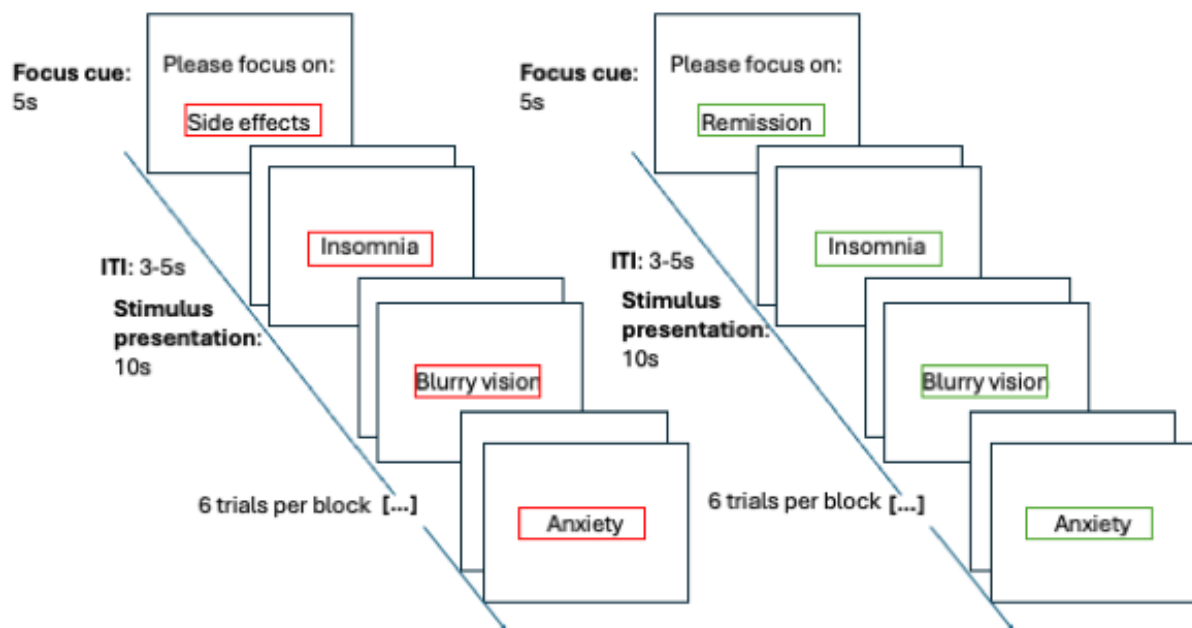 Focus cue:
5s
Please focus on:
Side effects
Insomnia
ITI: 3-5s
Stimulus
presentation:
10s
Blurry vision
6 trials per block [...]
Anxiety
Focus cue:
5s
Please focus on:
Remission
Insomnia
ITI: 3-5s
Stimulus
presentation:
10s
Blurry vision
6 trials per block [...]
Anxiety